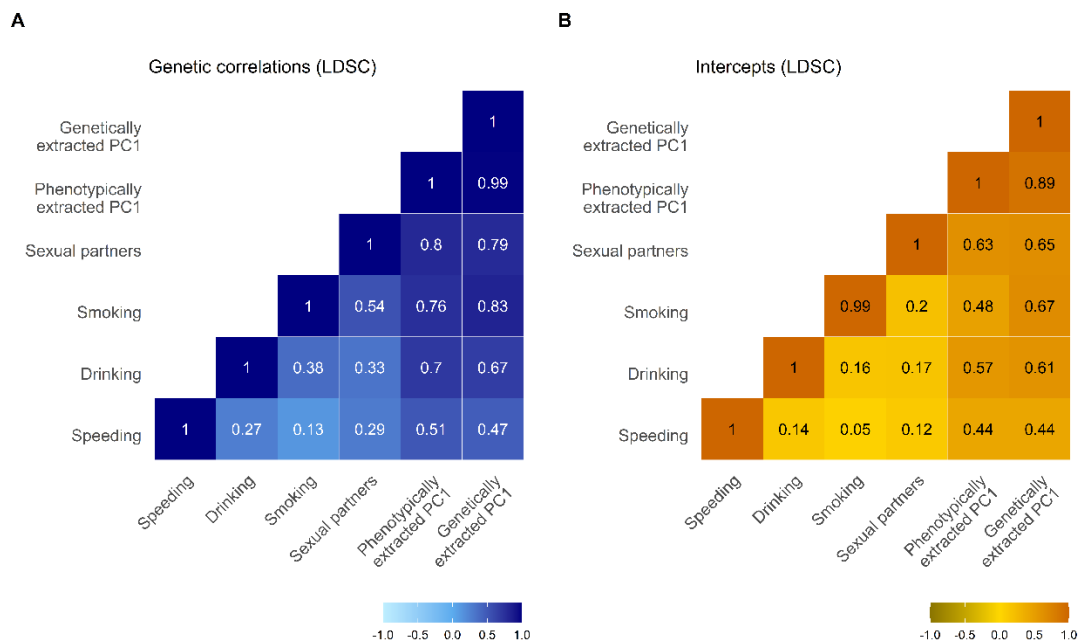 A
Genetic correlations (LDSC)
Genetically
extracted PC1
1
Phenotypically
extracted PC1
1 0.99
Sexual partners
1 0.8 0.79
Smoking
1 0.54 0.76 0.83
Drinking
1 0.38 0.33 0.7 0.67
Speeding
1 0.27 0.13 0.29 0.51 0.47
Speeding
Drinking
Smoking
Sexual partners
Phenotypically
extracted PC1
Genetically
extracted PC1
-1.0 -0.5 0.0 0.5 1.0
B
Intercepts (LDSC)
Genetically
extracted PC1
1
Phenotypically
extracted PC1
1 0.89
Sexual partners
1 0.63 0.65
Smoking
0.99 0.2 0.48 0.67
Drinking
1 0.16 0.17 0.57 0.61
Speeding
1 0.14 0.05 0.12 0.44 0.44
Speeding
Drinking
Smoking
Sexual partners
Phenotypically
extracted PC1
Genetically
extracted PC1
-1.0 -0.5 0.0 0.5 1.0